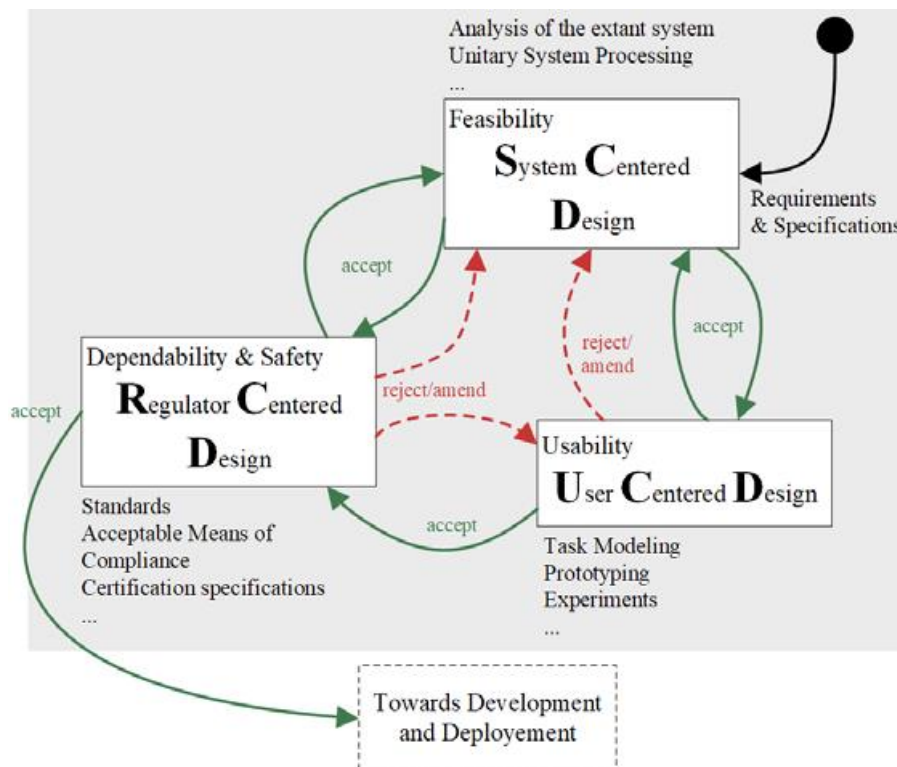 Analysis of the extant system
Unitary System Processing
...
Feasibility
System Centered
Design
Requirements
& Specifications
accept
accept
reject/
amend
Dependability & Safety
Regulator Centered
Design
reject/amend
accept
Usability
User Centered Design
accept
Standards
Acceptable Means of
Compliance
Certification specifications
...
Task Modeling
Prototyping
Experiments
...
Towards Development
and Deployement